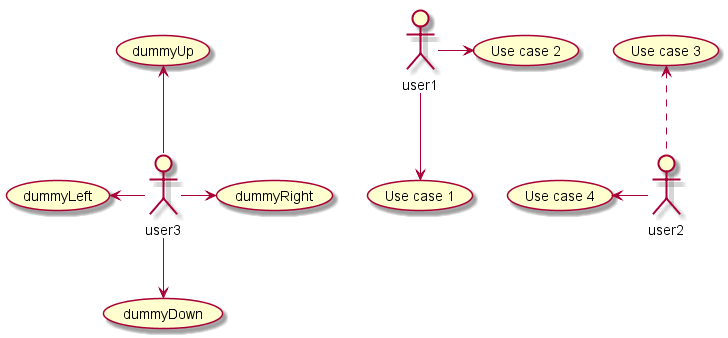 dummyUp
Use case 2
Use case 3
user1
dummyLeft
dummyRight
Use case 1
Use case 4
user3
user2
dummyDown